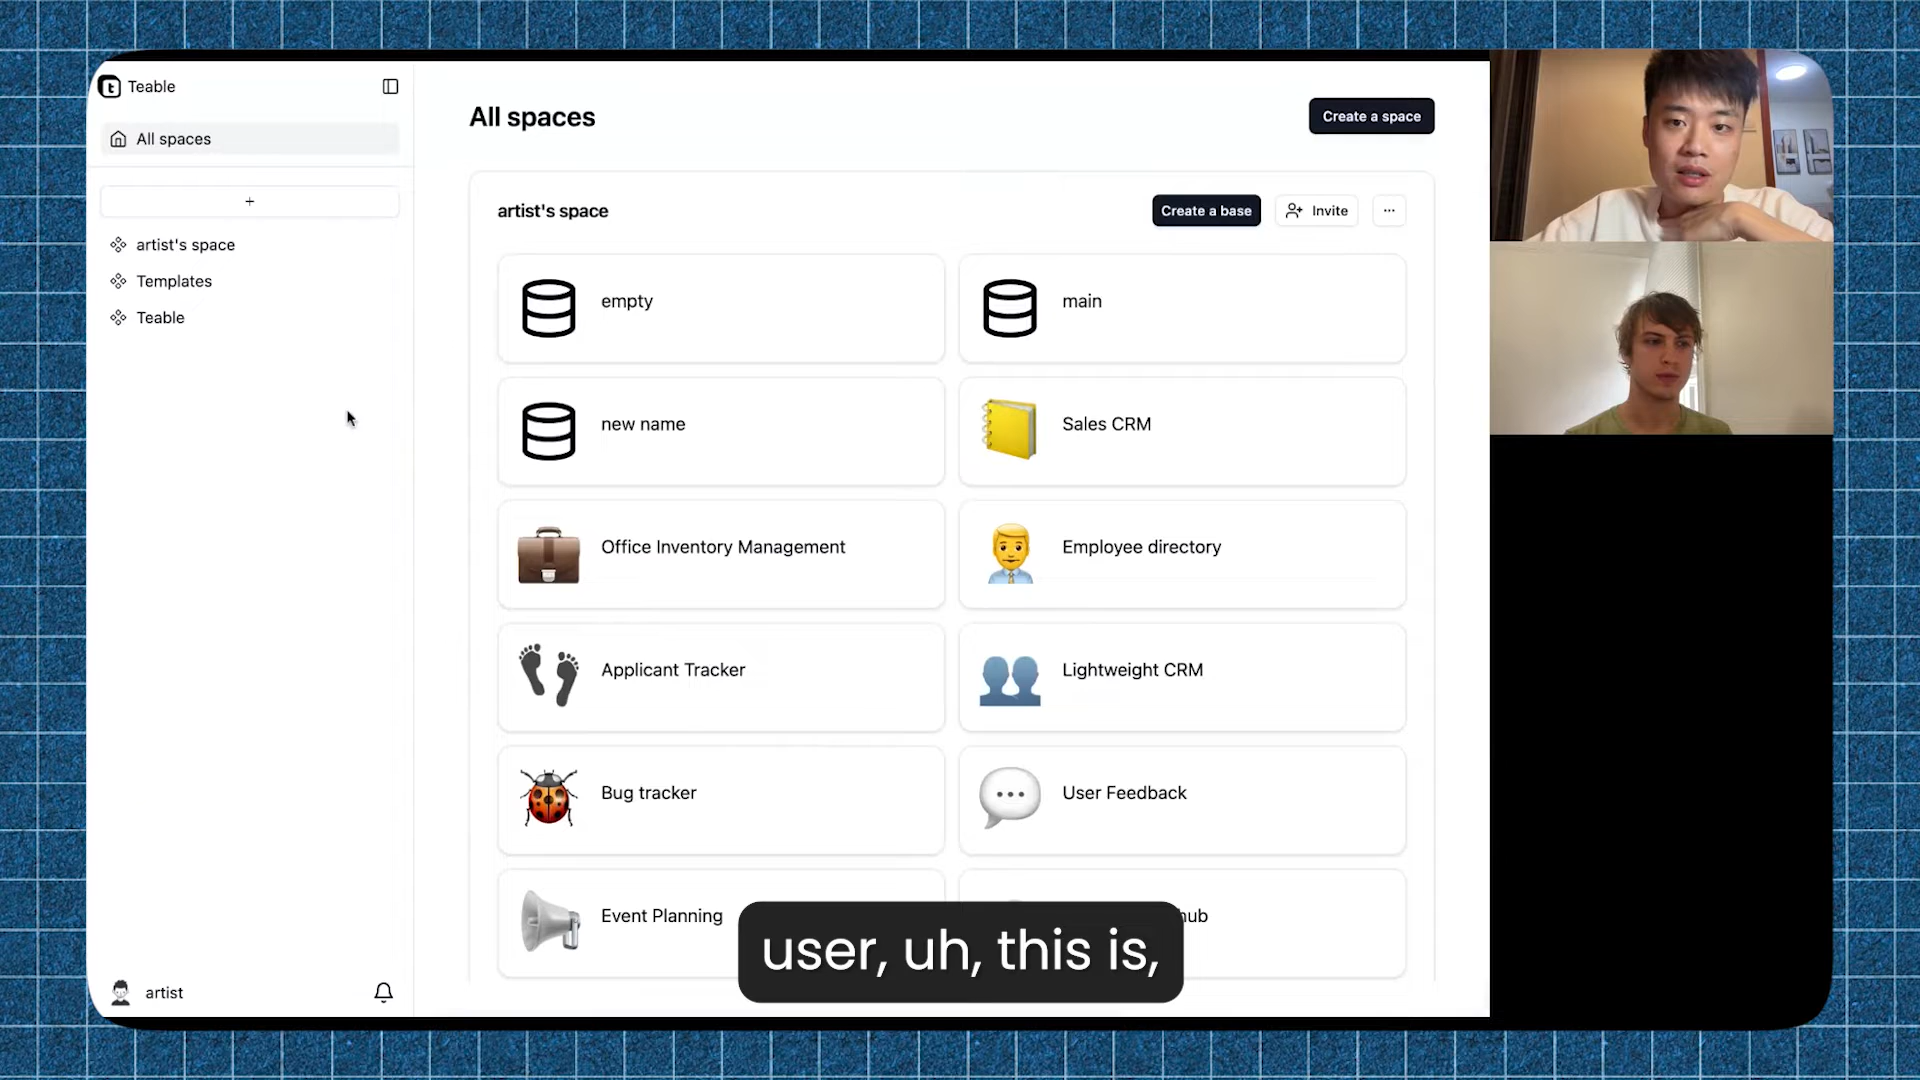 Teable
All spaces
+
artist's space
Templates
Teable
artist
All spaces
Create a space
artist's space
Create a base
Invite
...
empty
main
new name
Sales CRM
Office Inventory Management
Employee directory
Applicant Tracker
Lightweight CRM
Bug tracker
User Feedback
Event Planning
hub
user, uh, this is,